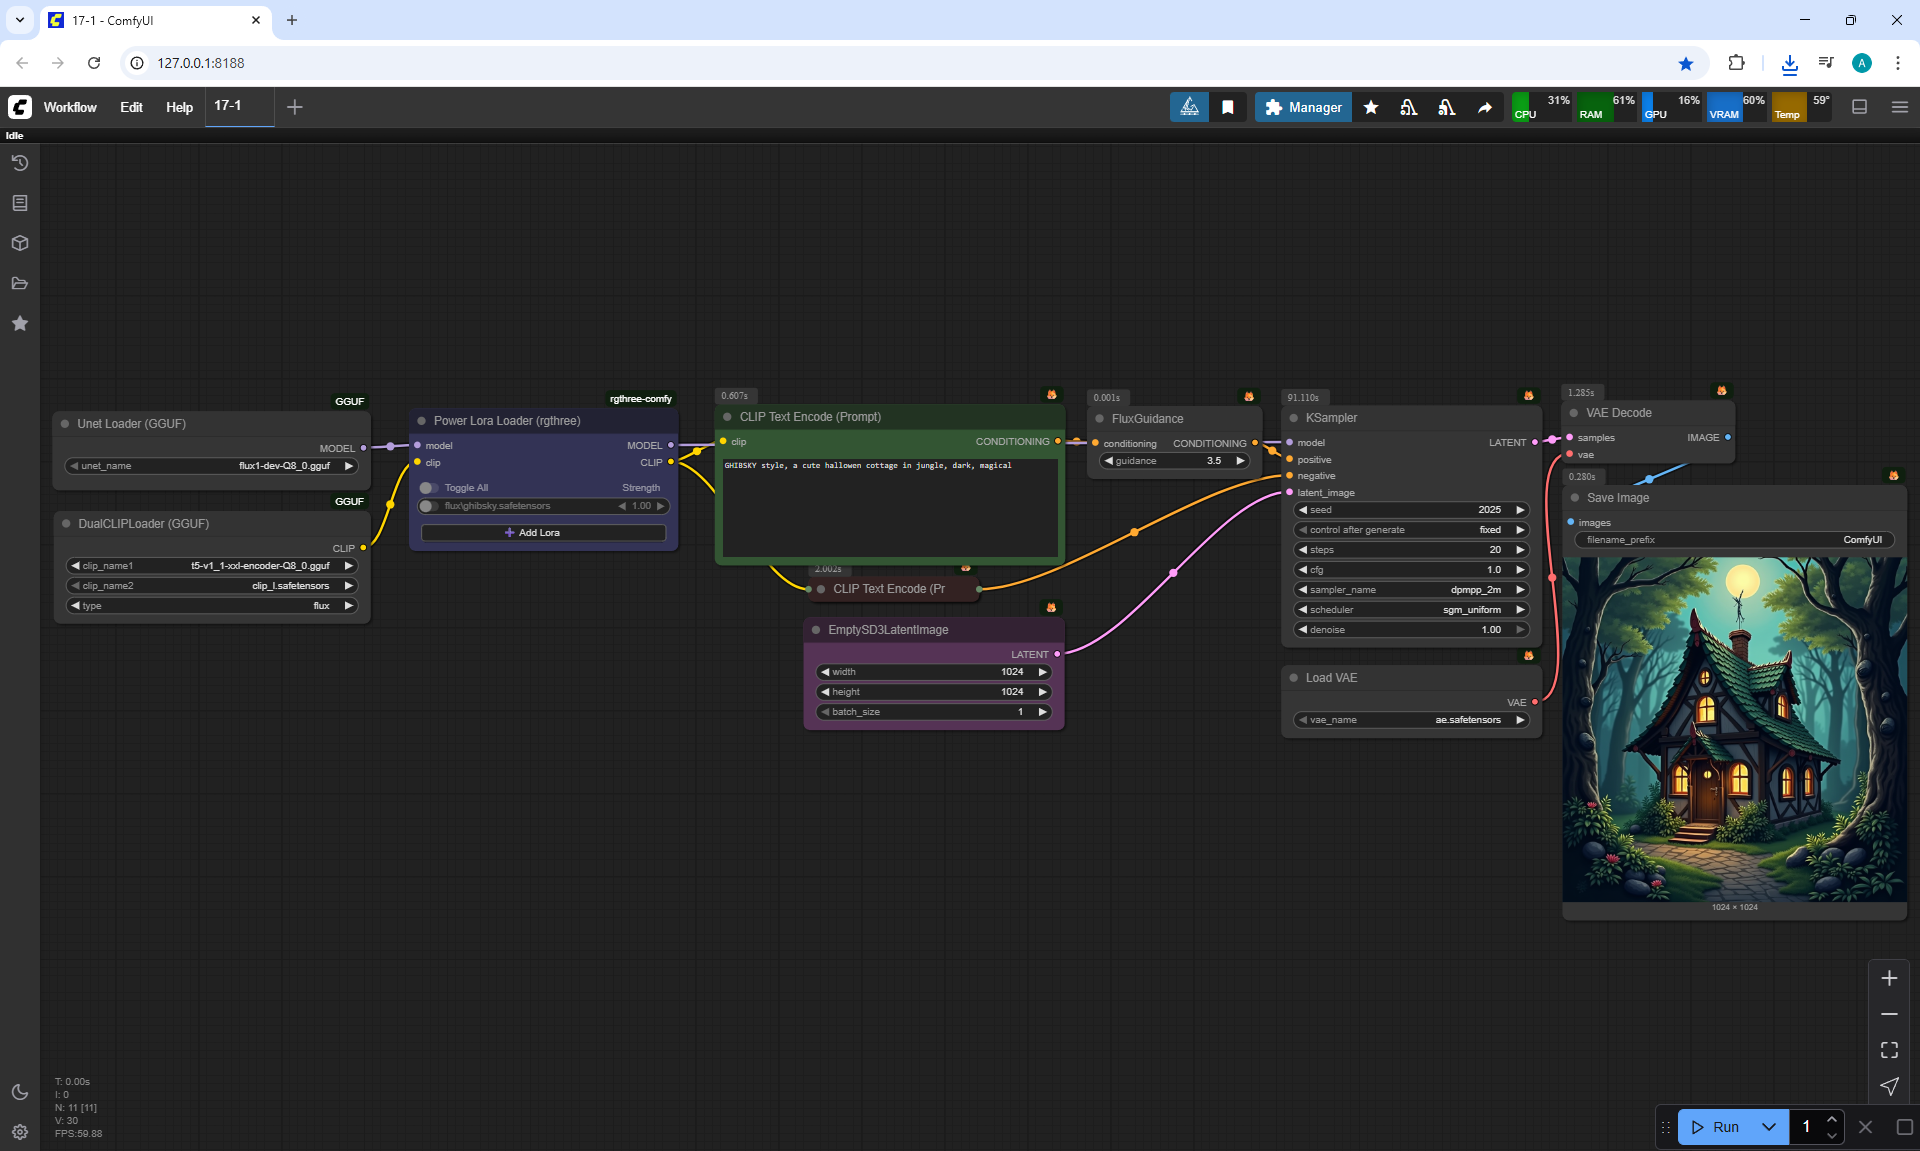 17-1 - ComfyUI
127.0.0.1:8188
Workflow Edit Help 17-1
Manager
CPU 31% RAM 61% GPU 16% VRAM 60% Temp 59°
Idle
GGUF
Unet Loader (GGUF)
MODEL
unet_name flux1-dev-Q8_0.gguf
GGUF
DualCLIPLoader (GGUF)
CLIP
clip_name1 t5-v1_1-xxl-encoder-Q8_0.gguf
clip_name2 clip_l.safetensors
type flux
rgthree-comfy
Power Lora Loader (rgthree)
model MODEL
clip CLIP
Toggle All Strength
flux\ghibsky.safetensors 1.00
Add Lora
0.607s
CLIP Text Encode (Prompt)
clip CONDITIONING
GHIBSKY style, a cute hallowen cottage in jungle, dark, magical
2.002s
CLIP Text Encode (Pr
EmptySD3LatentImage
LATENT
width 1024
height 1024
batch_size 1
0.001s
FluxGuidance
conditioning CONDITIONING
guidance 3.5
91.110s
KSampler
model LATENT
positive
negative
latent_image
seed 2025
control after generate fixed
steps 20
cfg 1.0
sampler_name dpmpp_2m
scheduler sgm_uniform
denoise 1.00
Load VAE
VAE
vae_name ae.safetensors
1.285s
VAE Decode
samples IMAGE
vae
0.280s
Save Image
images
filename_prefix ComfyUI
1024 × 1024
T: 0.00s
I: 0
N: 11 [11]
V: 30
FPS:59.88
Run 1
A